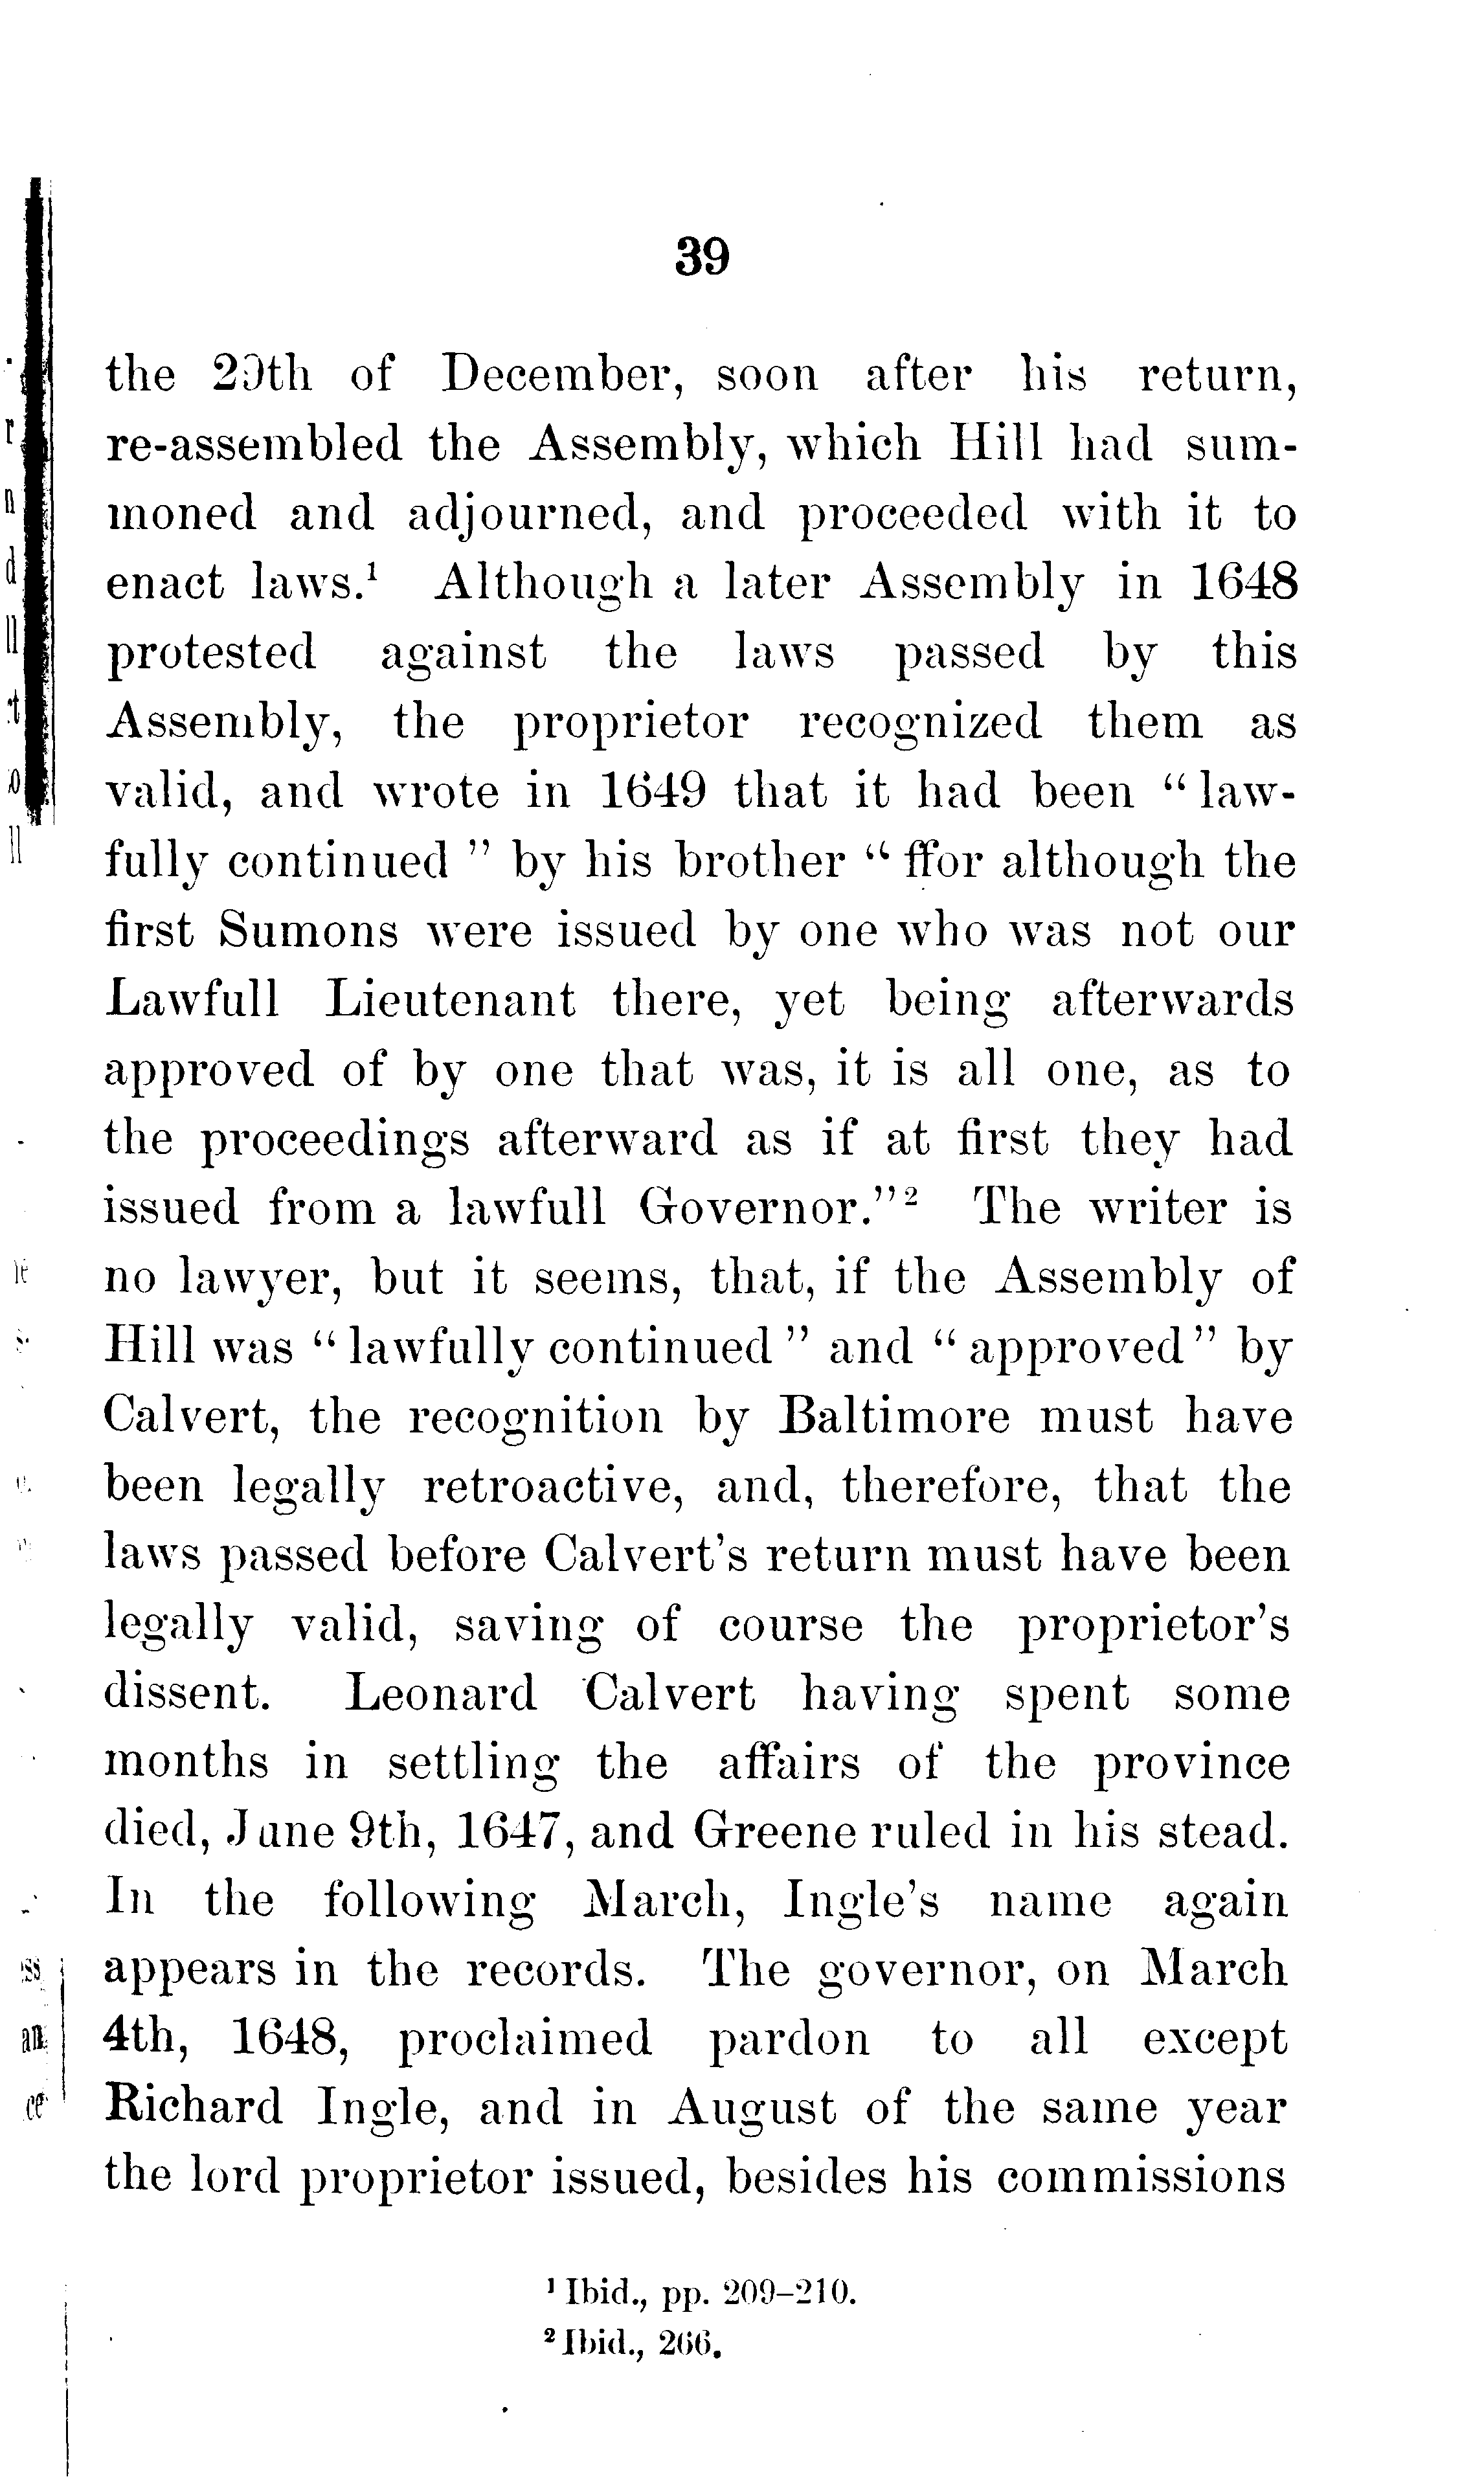 39
the 29th of December, soon after his return,
re-assembled the Assembly, which Hill had sum-
moned and adjourned, and proceeded with it to
enact laws.¹ Although a later Assembly in 1648
protested against the laws passed by this
Assembly, the proprietor recognized them as
valid, and wrote in 1649 that it had been “ law-
fully continued ” by his brother “ ffor although the
first Sumons were issued by one who was not our
Lawfull Lieutenant there, yet being afterwards
approved of by one that was, it is all one, as to
the proceedings afterward as if at first they had
issued from a lawfull Governor.”² The writer is
no lawyer, but it seems, that, if the Assembly of
Hill was “ lawfully continued ” and “ approved ” by
Calvert, the recognition by Baltimore must have
been legally retroactive, and, therefore, that the
laws passed before Calvert's return must have been
legally valid, saving of course the proprietor's
dissent. Leonard Calvert having spent some
months in settling the affairs of the province
died, June 9th, 1647, and Greene ruled in his stead.
In the following March, Ingle's name again
appears in the records. The governor, on March
4th, 1648, proclaimed pardon to all except
Richard Ingle, and in August of the same year
the lord proprietor issued, besides his commissions
¹ Ibid., pp. 209–210.
² Ibid., 266.